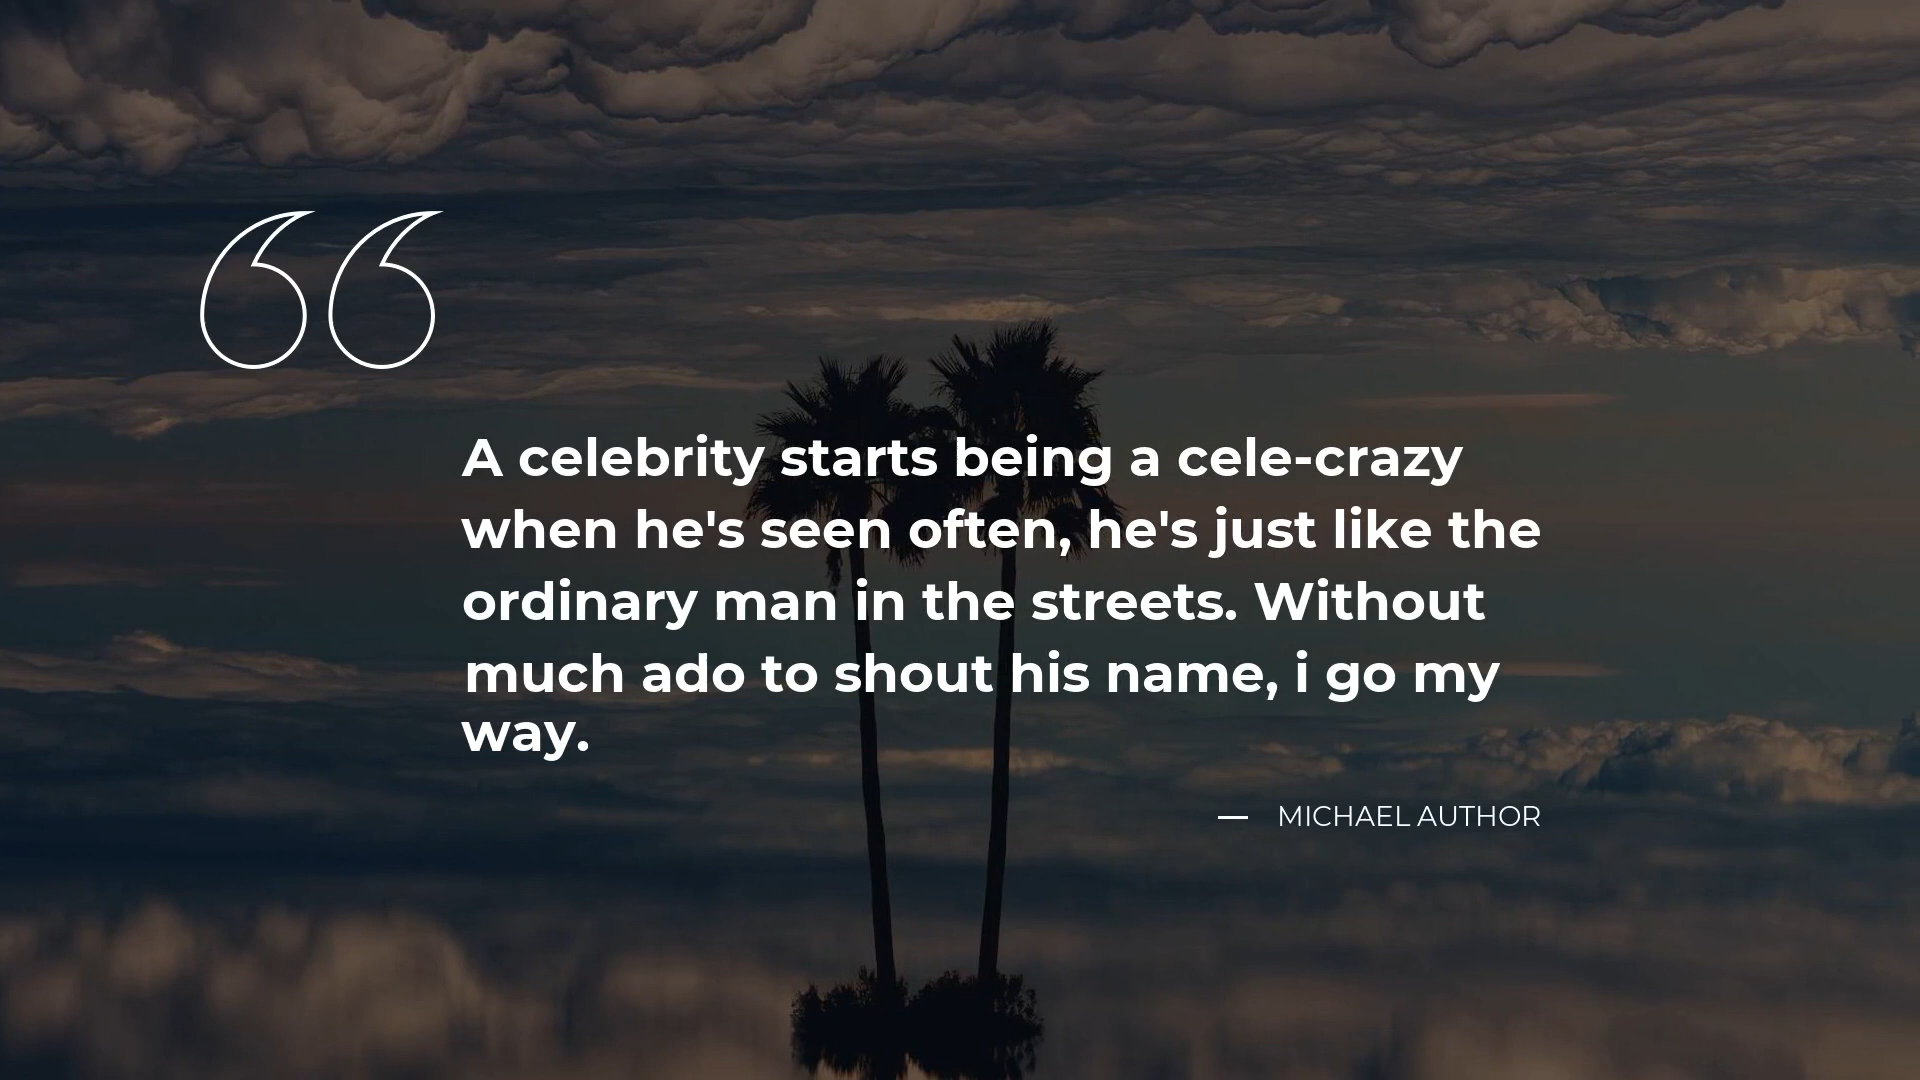 A celebrity starts being a cele-crazy
when he's seen often, he's just like the
ordinary man in the streets. Without
much ado to shout his name, i go my
way.
— MICHAEL AUTHOR